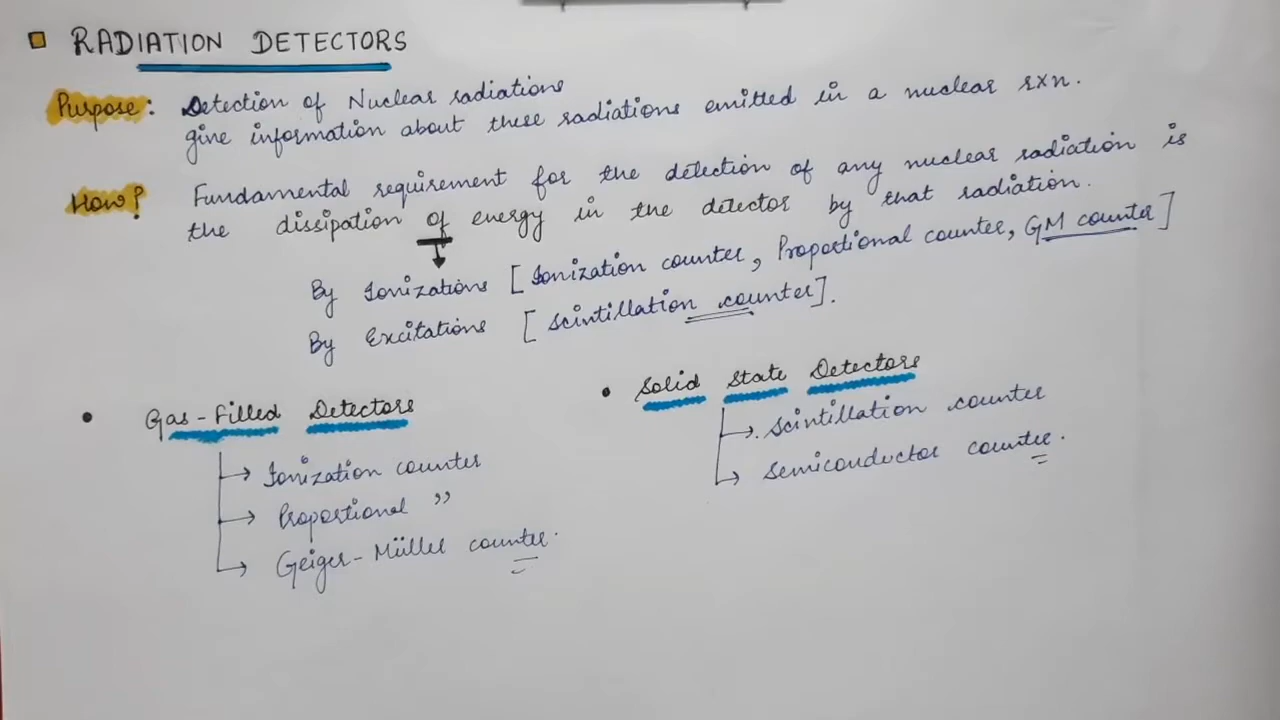 RADIATION DETECTORS
Purpose: Detection of Nuclear radiations
give information about these radiations emitted in a nuclear rxn.
How? Fundamental requirement for the detection of any nuclear radiation is
the dissipation of energy in the detector by that radiation.
By Ionizations [Ionization counter, Proportional counter, GM counter]
By Excitations [Scintillation counter].
• Gas-Filled Detectors
→ Ionization counter
→ Proportional ”
→ Geiger-Müller counter.
• Solid State Detectors
→ Scintillation counter
→ Semiconductor counter.